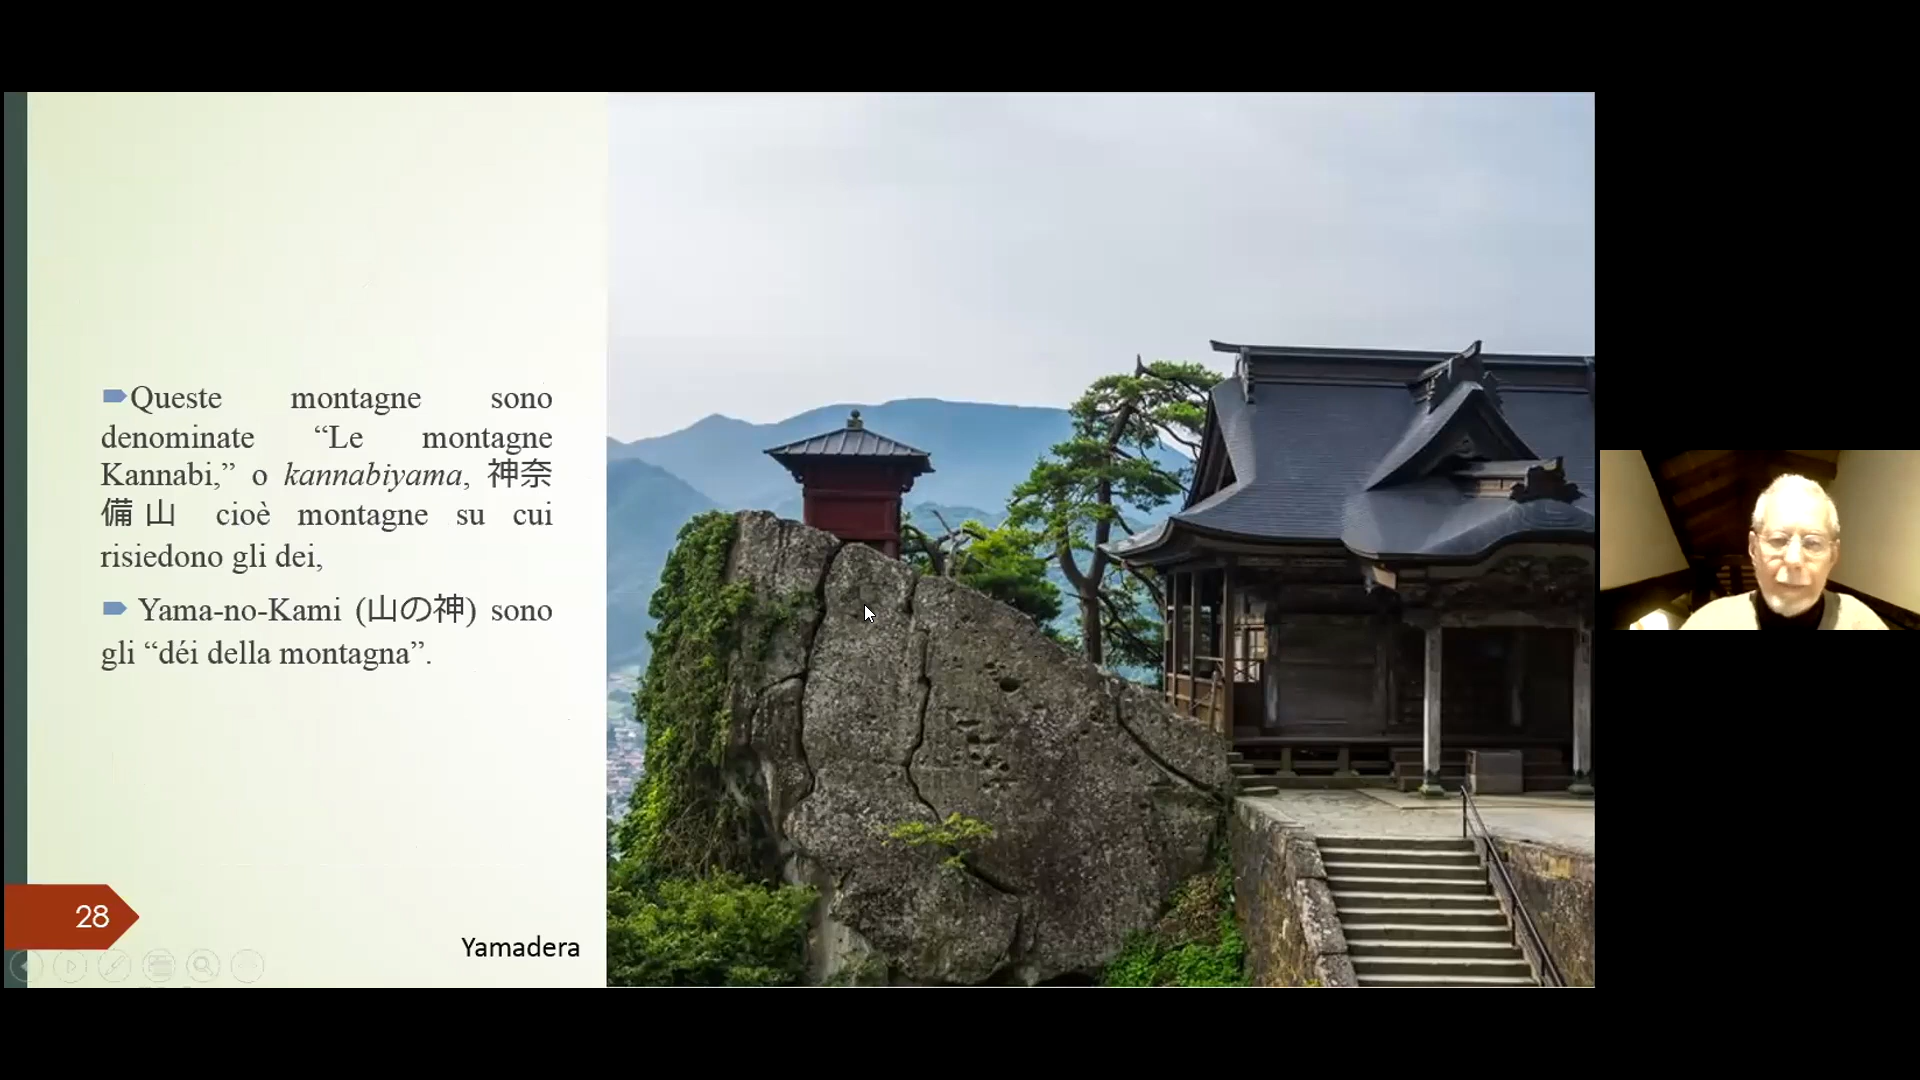 Queste montagne sono
denominate “Le montagne
Kannabi,” o kannabiyama, 神奈
備山 cioè montagne su cui
risiedono gli dei,
Yama-no-Kami (山の神) sono
gli “déi della montagna”.
28
Yamadera